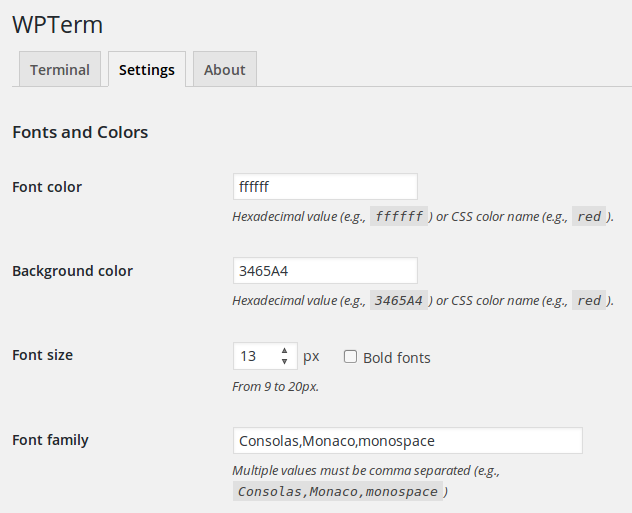 WPTerm
Terminal Settings About
Fonts and Colors
Font color ffffff
Hexadecimal value (e.g., ffffff ) or CSS color name (e.g., red ).
Background color 3465A4
Hexadecimal value (e.g., 3465A4 ) or CSS color name (e.g., red ).
Font size 13 px Bold fonts
From 9 to 20px.
Font family Consolas,Monaco,monospace
Multiple values must be comma separated (e.g.,
Consolas,Monaco,monospace )